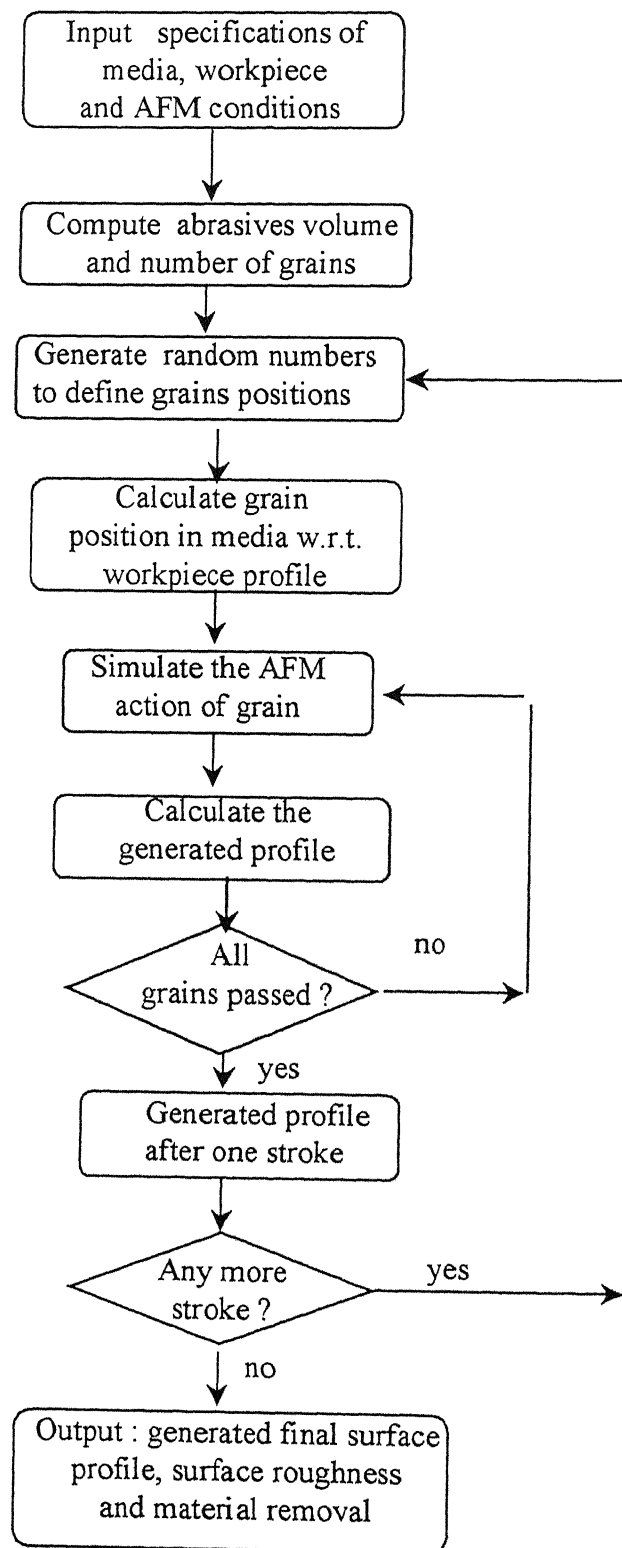 Input specifications of
media, workpiece
and AFM conditions
Compute abrasives volume
and number of grains
Generate random numbers
to define grains positions
Calculate grain
position in media w.r.t.
workpiece profile
Simulate the AFM
action of grain
Calculate the
generated profile
no
All
grains passed ?
yes
Generated profile
after one stroke
Any more
stroke ?
yes
no
Output : generated final surface
profile, surface roughness
and material removal